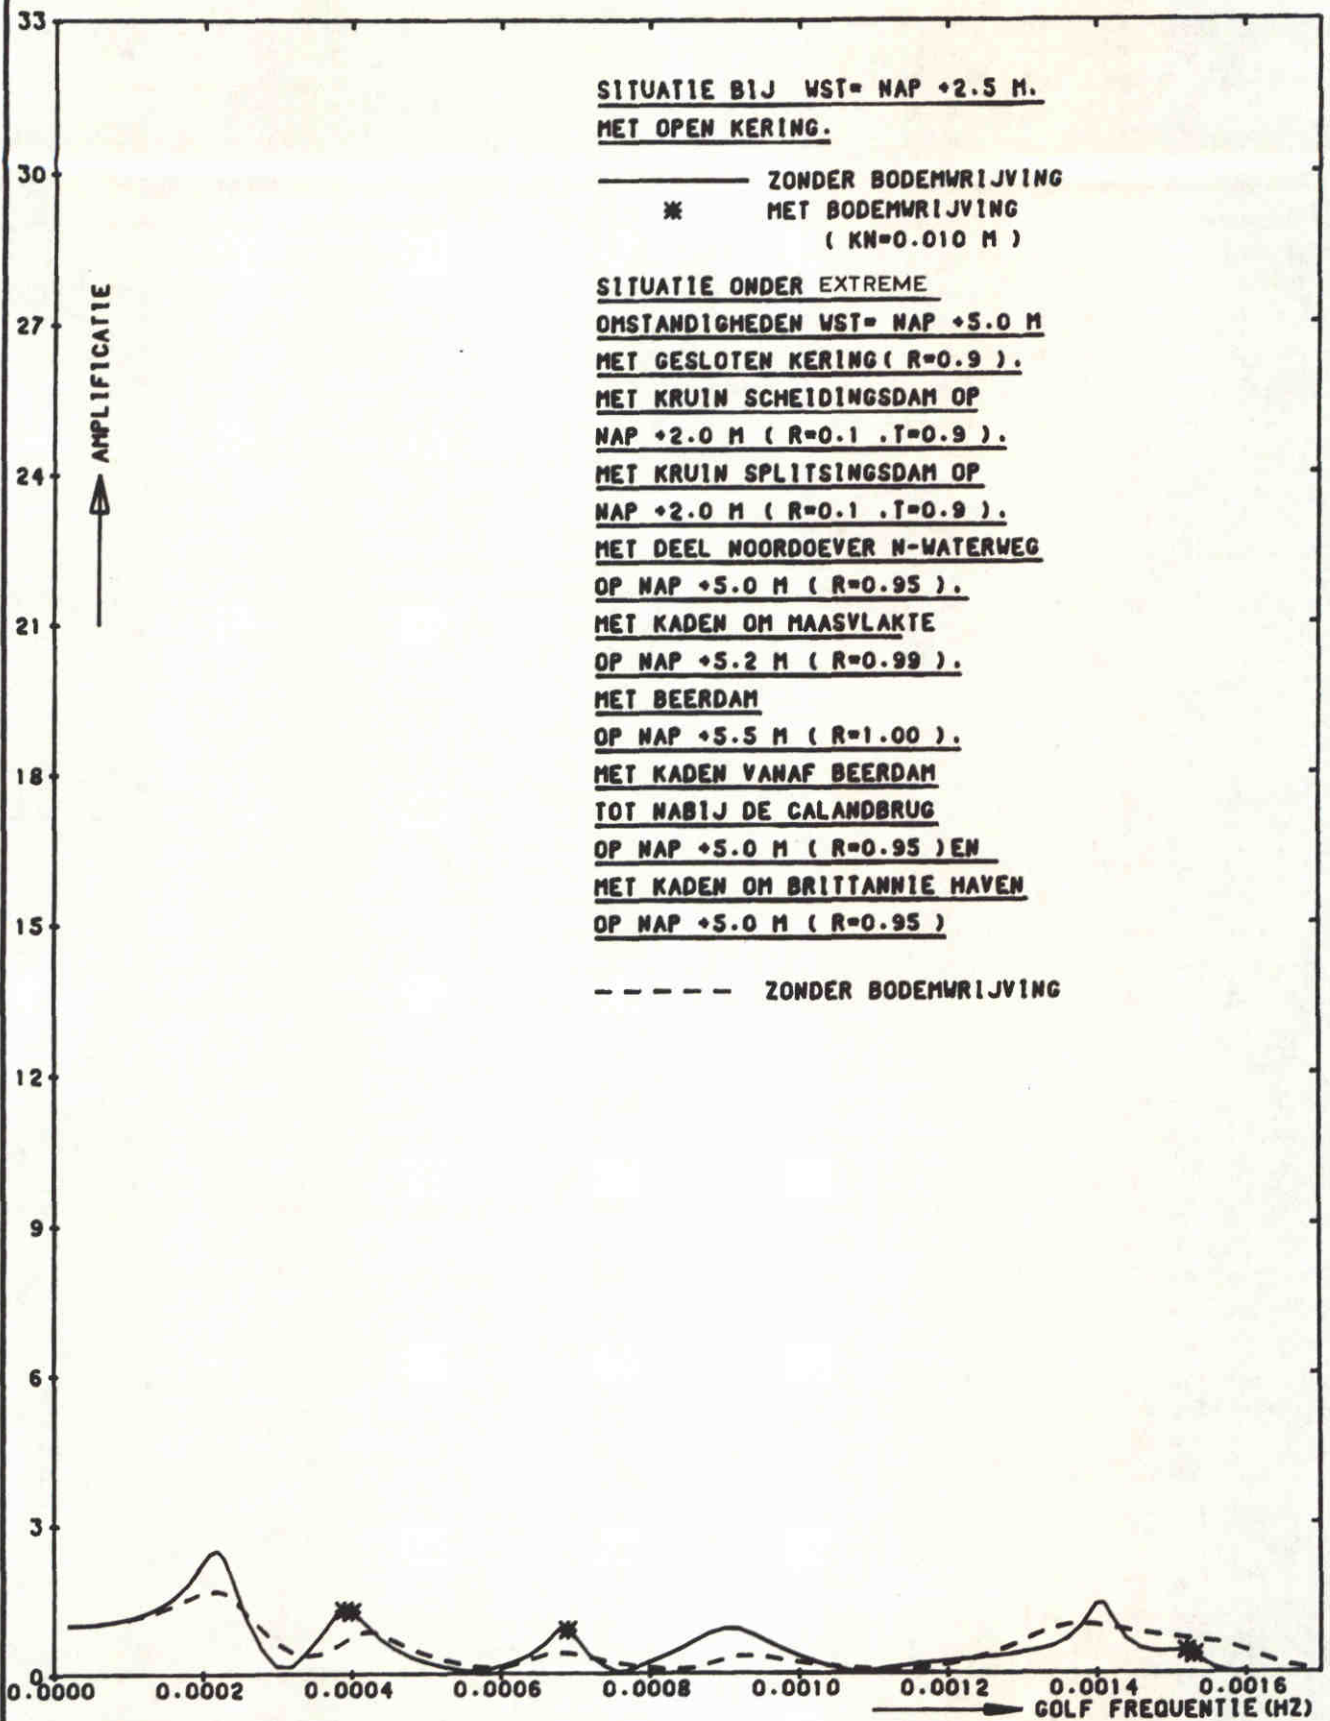 33
30
27
24
21
18
15
12
9
6
3
0
AMPLIFICATIE
SITUATIE BIJ WST= NAP +2.5 M.
MET OPEN KERING.
ZONDER BODEMWRIJVING
* MET BODEMWRIJVING
( KN=0.010 M )
SITUATIE ONDER EXTREME
OMSTANDIGHEDEN WST= NAP +5.0 M
MET GESLOTEN KERING( R=0.9 ).
MET KRUIN SCHEIDINGSDAM OP
NAP +2.0 M ( R=0.1 .T=0.9 ).
MET KRUIN SPLITSINGSDAM OP
NAP +2.0 M ( R=0.1 .T=0.9 ).
MET DEEL NOORDOEVER N-WATERWEG
OP NAP +5.0 M ( R=0.95 ).
MET KADEN OM MAASVLAKTE
OP NAP +5.2 M ( R=0.99 ).
MET BEERDAM
OP NAP +5.5 M ( R=1.00 ).
MET KADEN VANAF BEERDAM
TOT NABIJ DE CALANDBRUG
OP NAP +5.0 M ( R=0.95 )EN
MET KADEN OM BRITTANNIE HAVEN
OP NAP +5.0 M ( R=0.95 )
ZONDER BODEMWRIJVING
0.0000 0.0002 0.0004 0.0006 0.0008 0.0010 0.0012 0.0014 0.0016
GOLF FREQUENTIE(HZ)